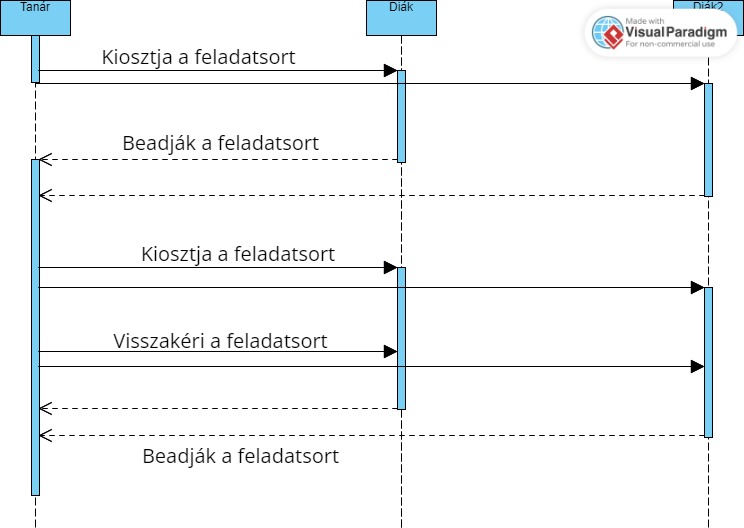 Tanár
Diák
Diák2
Made with
Visual Paradigm
For non-commercial use
Kiosztja a feladatsort
Beadják a feladatsort
Kiosztja a feladatsort
Visszakéri a feladatsort
Beadják a feladatsort